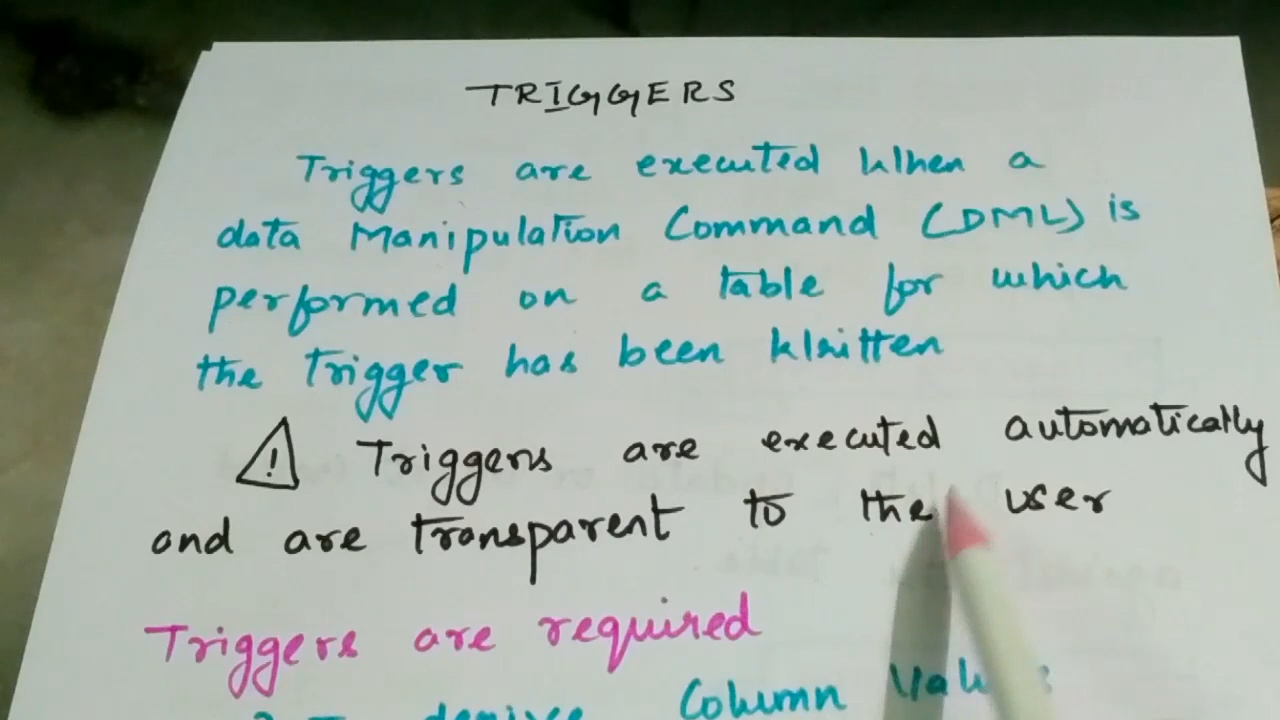 TRIGGERS
Triggers are executed When a
data Manipulation Command (DML) is
performed on a table for which
the Trigger has been Written
! Triggers are executed automatically
and are transparent to the user
Triggers are required
derive Column